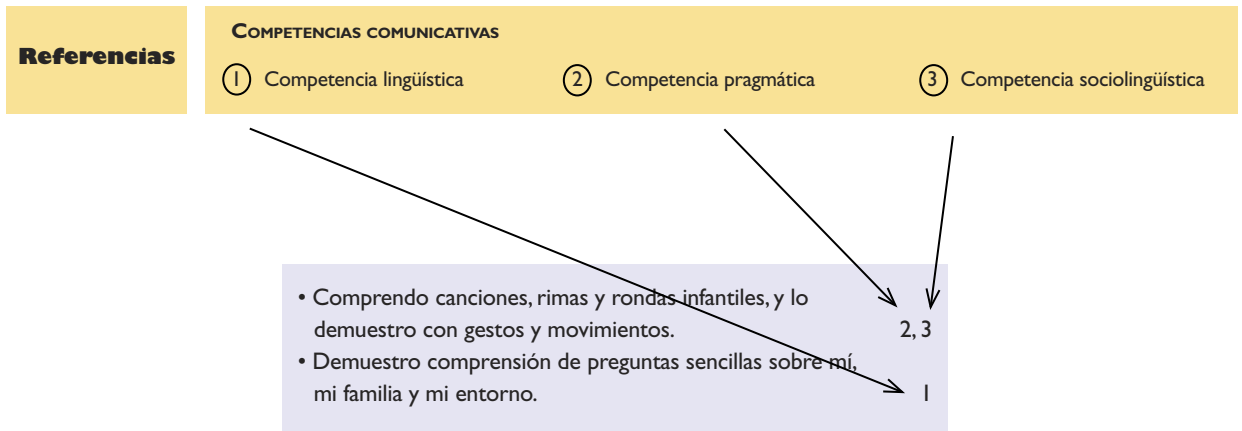 Referencias
COMPETENCIAS COMUNICATIVAS
1 Competencia lingüística 2 Competencia pragmática 3 Competencia sociolingüística
• Comprendo canciones, rimas y rondas infantiles, y lo
demuestro con gestos y movimientos. 2, 3
• Demuestro comprensión de preguntas sencillas sobre mí,
mi familia y mi entorno. 1